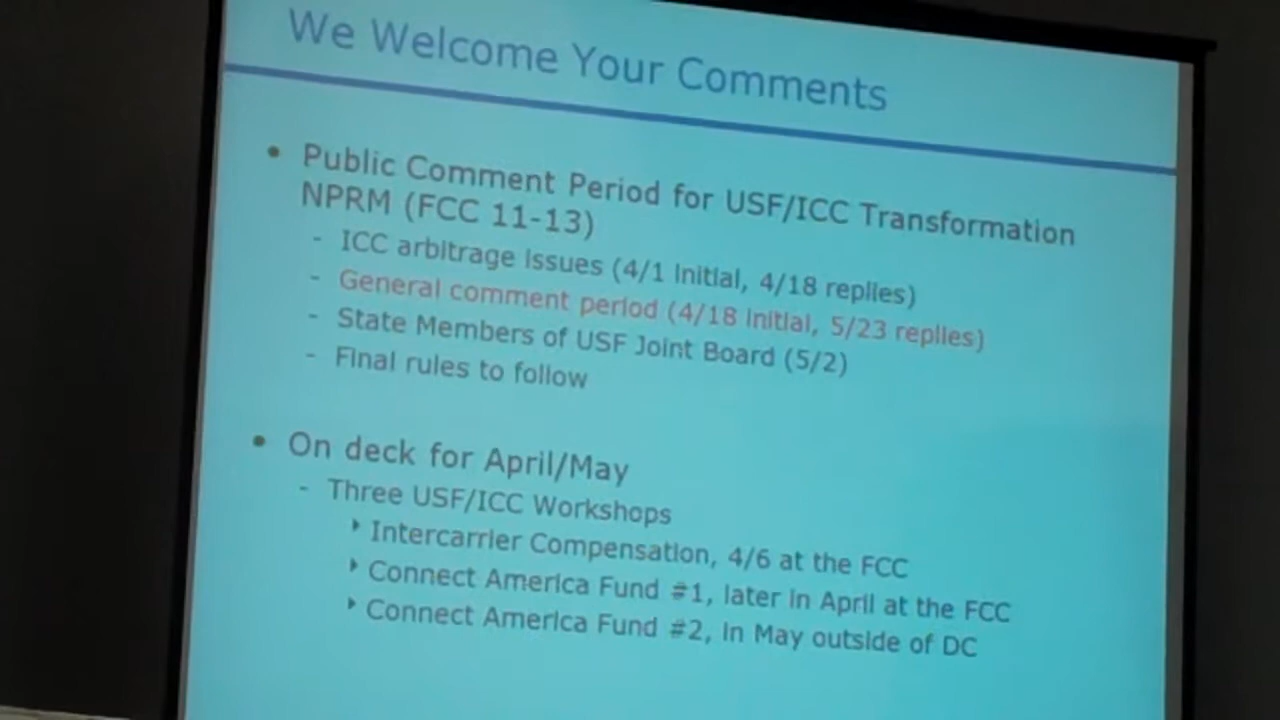 We Welcome Your Comments
• Public Comment Period for USF/ICC Transformation
NPRM (FCC 11-13)
- ICC arbitrage issues (4/1 initial, 4/18 replies)
- General comment period (4/18 initial, 5/23 replies)
- State Members of USF Joint Board (5/2)
- Final rules to follow
• On deck for April/May
- Three USF/ICC Workshops
‣ Intercarrier Compensation, 4/6 at the FCC
‣ Connect America Fund #1, later in April at the FCC
‣ Connect America Fund #2, in May outside of DC